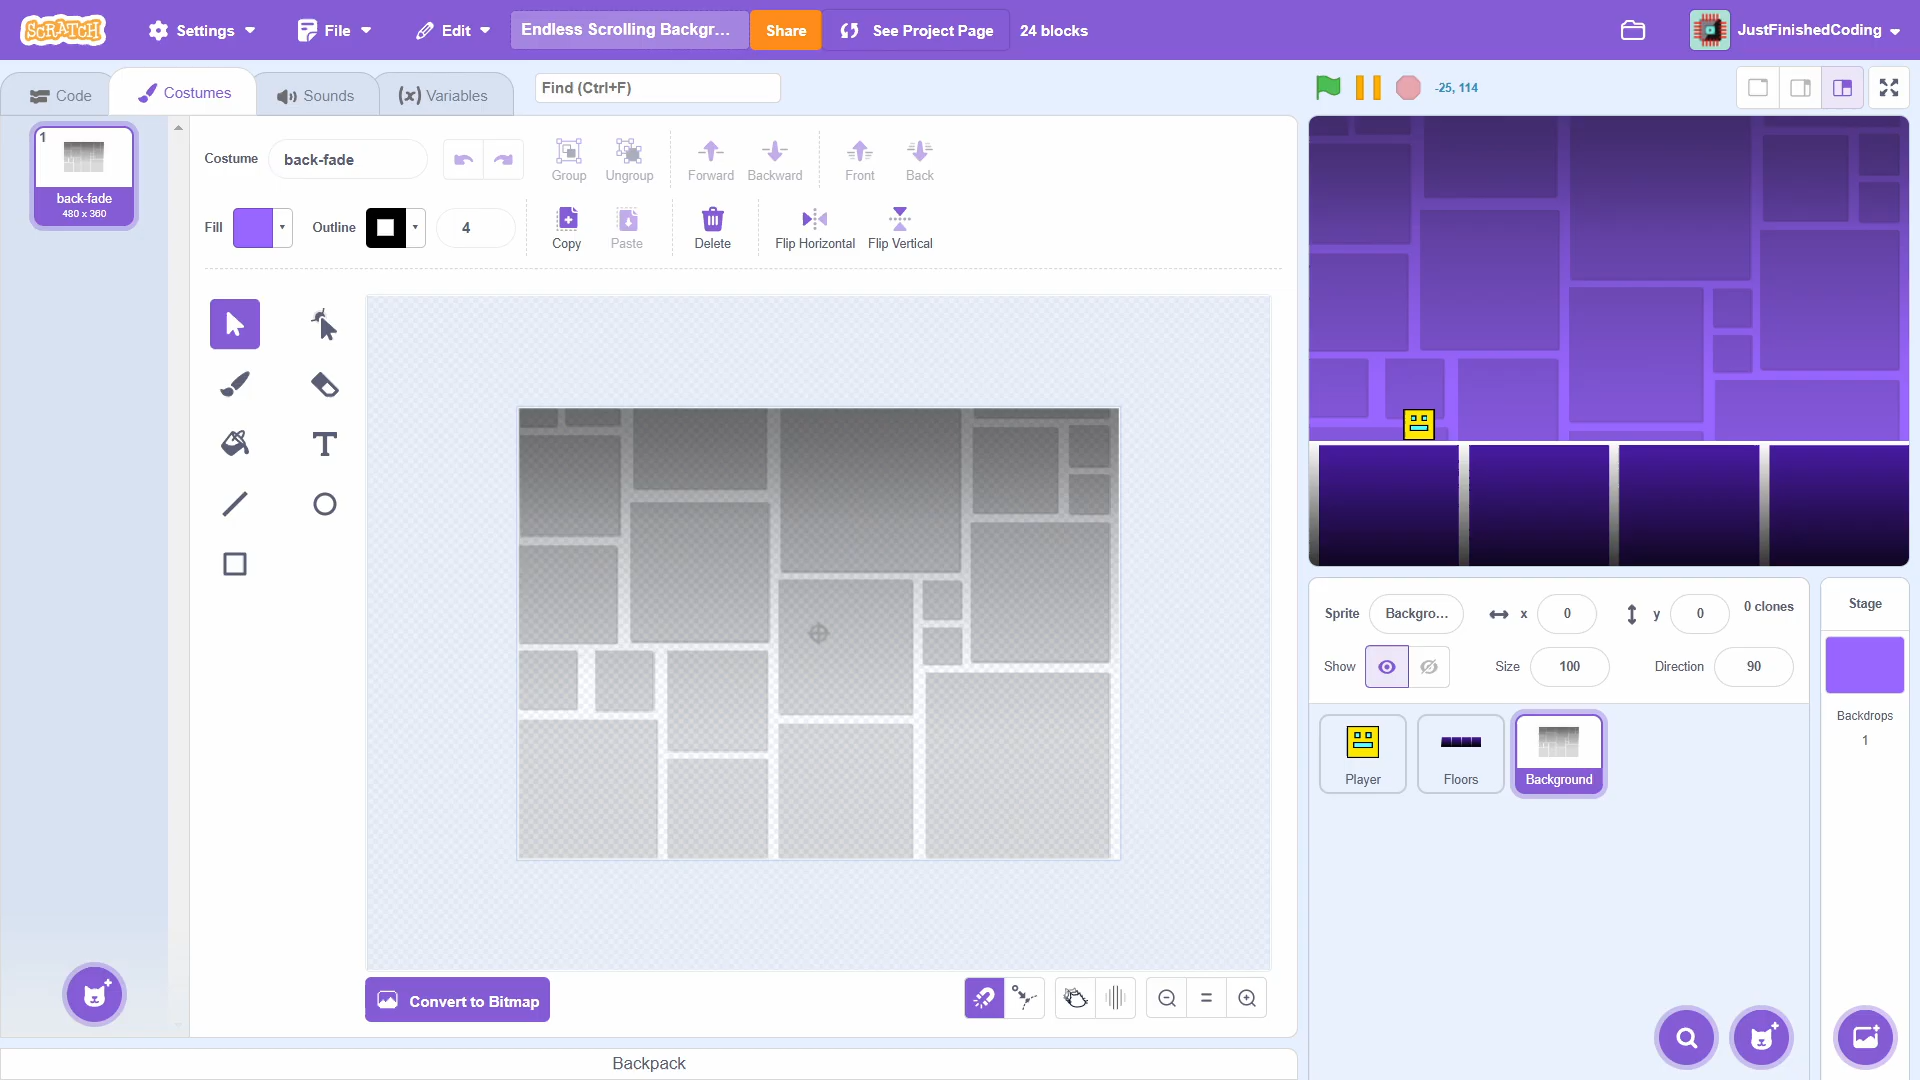 SCRATCH
Settings
File
Edit
Endless Scrolling Backgr...
Share
See Project Page
24 blocks
JustFinishedCoding
Code
Costumes
Sounds
(x) Variables
Find (Ctrl+F)
-25, 114
1
back-fade
480 x 360
Costume
back-fade
Group
Ungroup
Forward
Backward
Front
Back
Fill
Outline
4
Copy
Paste
Delete
Flip Horizontal
Flip Vertical
T
Convert to Bitmap
Backpack
Sprite
Backgro...
x
0
y
0
0 clones
Show
Size
100
Direction
90
Player
Floors
Background
Stage
Backdrops
1